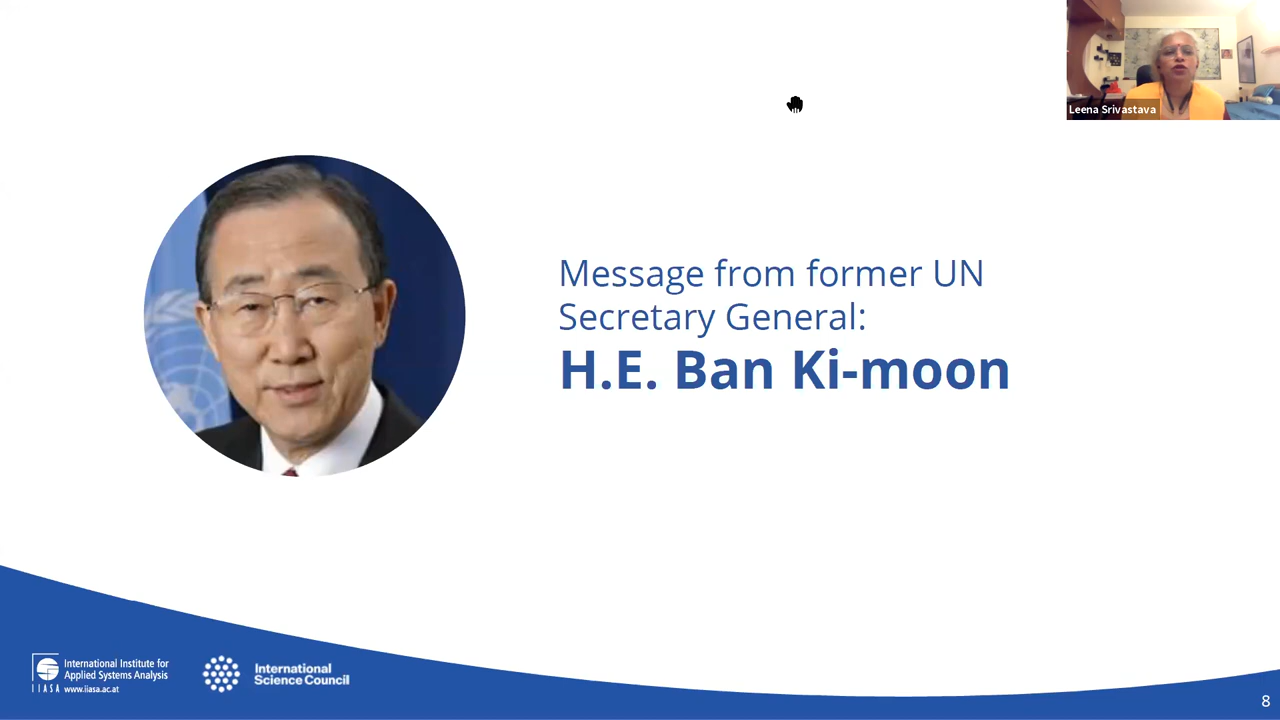 Leena Srivastava
Message from former UN
Secretary General:
H.E. Ban Ki-moon
International Institute for
Applied Systems Analysis
IIASA www.iiasa.ac.at
International
Science Council
8